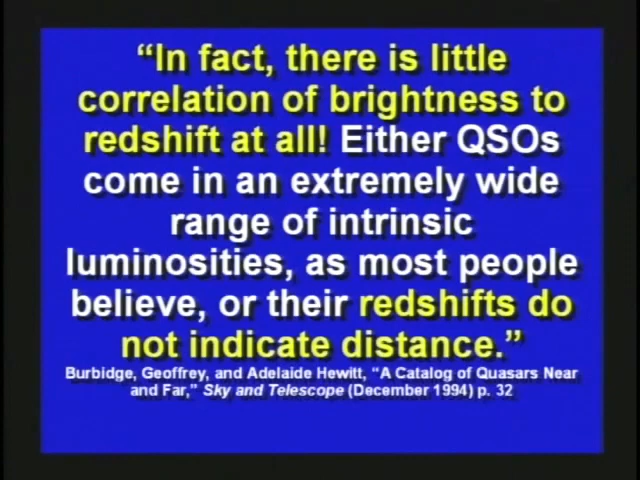 “In fact, there is little
correlation of brightness to
redshift at all! Either QSOs
come in an extremely wide
range of intrinsic
luminosities, as most people
believe, or their redshifts do
not indicate distance.”
Burbidge, Geoffrey, and Adelaide Hewitt, “A Catalog of Quasars Near
and Far,” Sky and Telescope (December 1994) p. 32